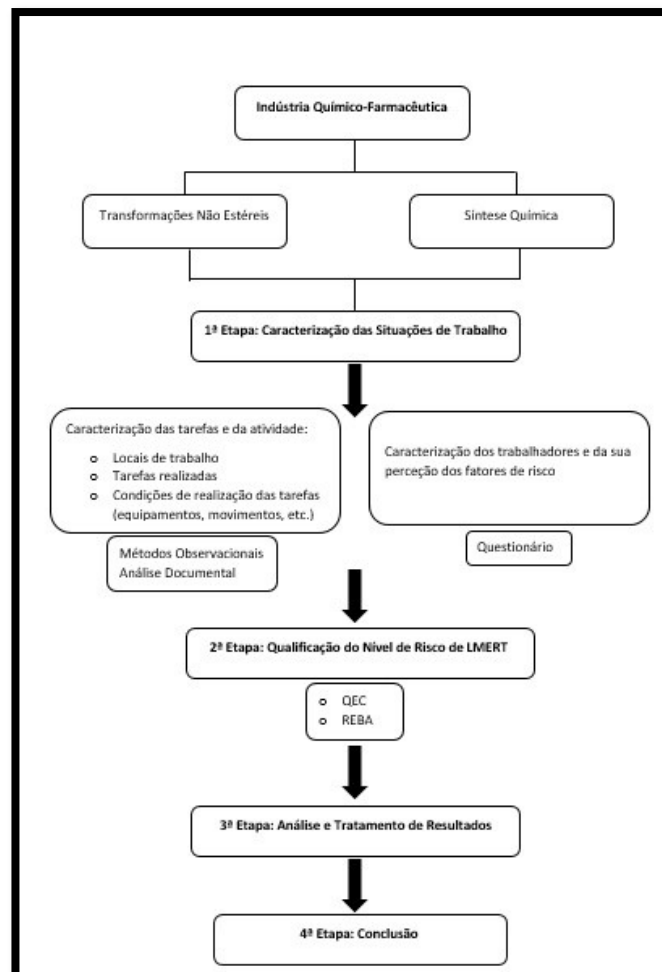 Indústria Químico-Farmacêutica
Transformações Não Estéreis
Síntese Química
1ª Etapa: Caracterização das Situações de Trabalho
Caracterização das tarefas e da atividade:
o Locais de trabalho
o Tarefas realizadas
o Condições de realização das tarefas
(equipamentos, movimentos, etc.)
Métodos Observacionais
Análise Documental
Caracterização dos trabalhadores e da sua
perceção dos fatores de risco
Questionário
2ª Etapa: Qualificação do Nível de Risco de LMERT
o QEC
o REBA
3ª Etapa: Análise e Tratamento de Resultados
4ª Etapa: Conclusão